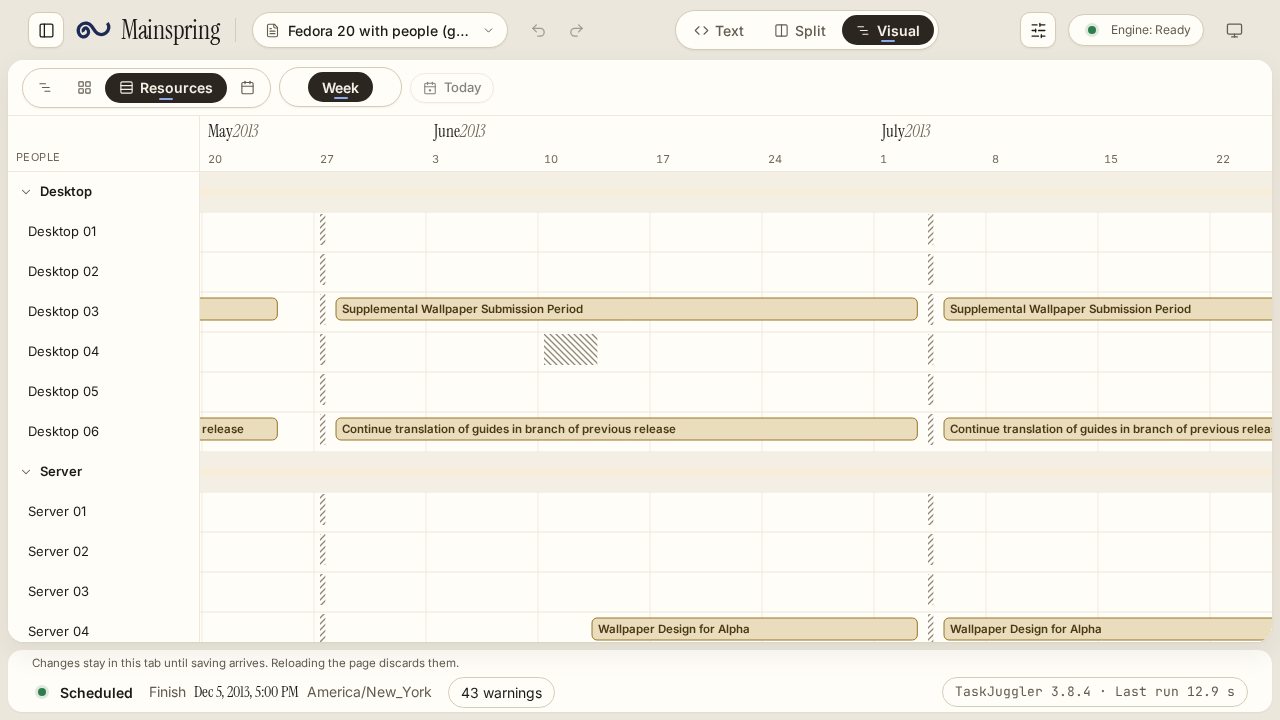 Mainspring
Fedora 20 with people (g...
Text
Split
Visual
Engine: Ready
Resources
Week
Today
May 2013
June 2013
July 2013
PEOPLE
20
27
3
10
17
24
1
8
15
22
Desktop
Desktop 01
Desktop 02
Desktop 03
Supplemental Wallpaper Submission Period
Supplemental Wallpaper Submission Period
Desktop 04
Desktop 05
Desktop 06
release
Continue translation of guides in branch of previous release
Continue translation of guides in branch of previous relea
Server
Server 01
Server 02
Server 03
Server 04
Wallpaper Design for Alpha
Wallpaper Design for Alpha
Changes stay in this tab until saving arrives. Reloading the page discards them.
Scheduled
Finish Dec 5, 2013, 5:00 PM America/New_York
43 warnings
TaskJuggler 3.8.4 · Last run 12.9 s